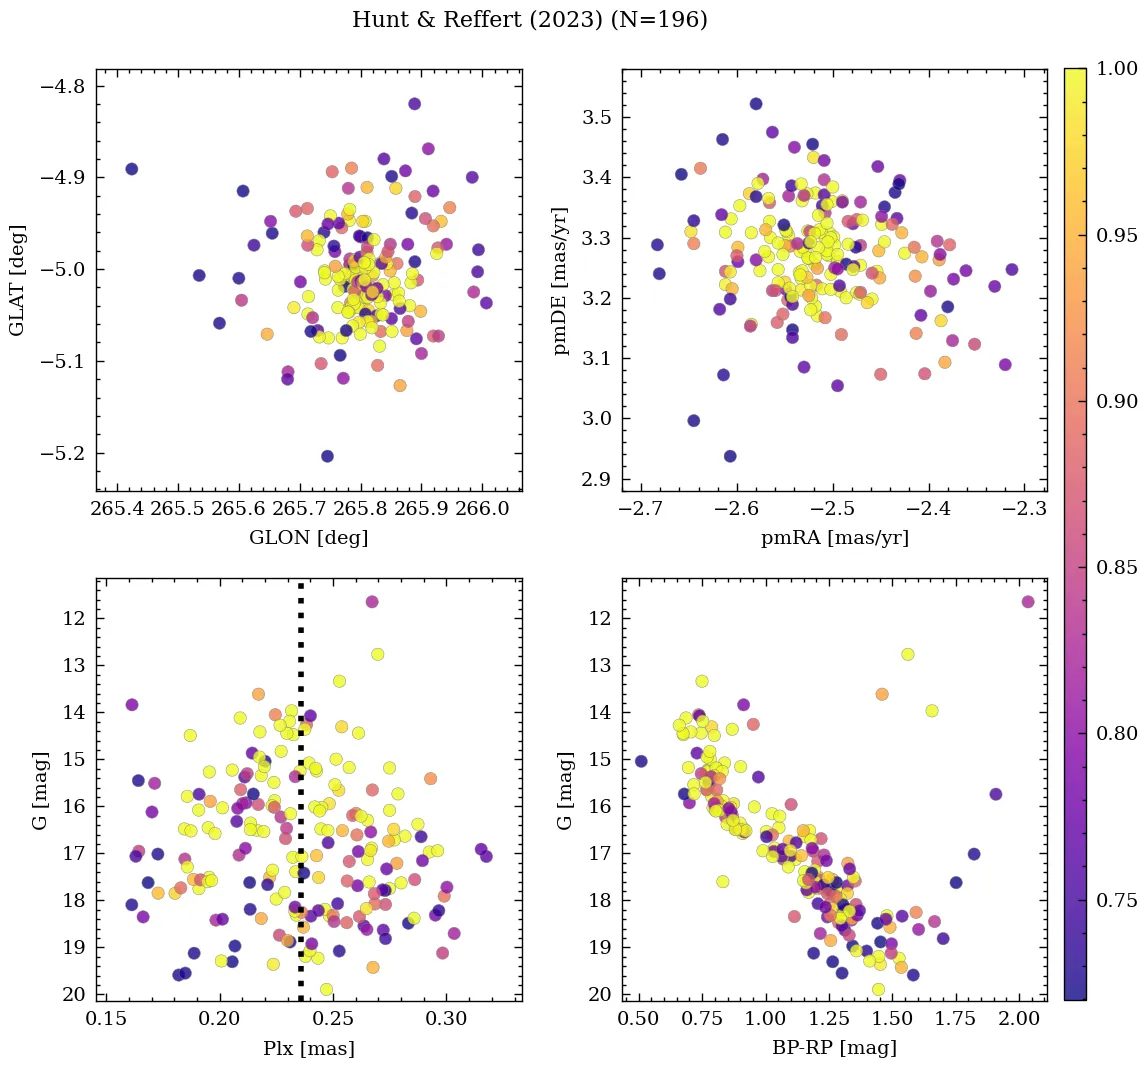 Hunt & Reffert (2023) (N=196)
−4.8
−4.9
−5.0
−5.1
−5.2
GLAT [deg]
265.4 265.5 265.6 265.7 265.8 265.9 266.0
GLON [deg]
3.5
3.4
3.3
3.2
3.1
3.0
2.9
pmDE [mas/yr]
−2.7 −2.6 −2.5 −2.4 −2.3
pmRA [mas/yr]
12
13
14
15
16
17
18
19
20
G [mag]
0.15 0.20 0.25 0.30
Plx [mas]
12
13
14
15
16
17
18
19
20
G [mag]
0.50 0.75 1.00 1.25 1.50 1.75 2.00
BP-RP [mag]
1.00
0.95
0.90
0.85
0.80
0.75